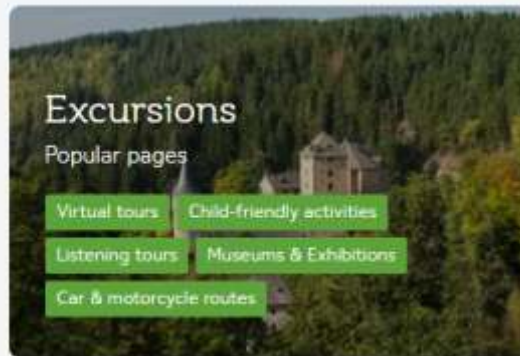 Excursions
Popular pages
Virtual tours Child-friendly activities
Listening tours Museums & Exhibitions
Car & motorcycle routes